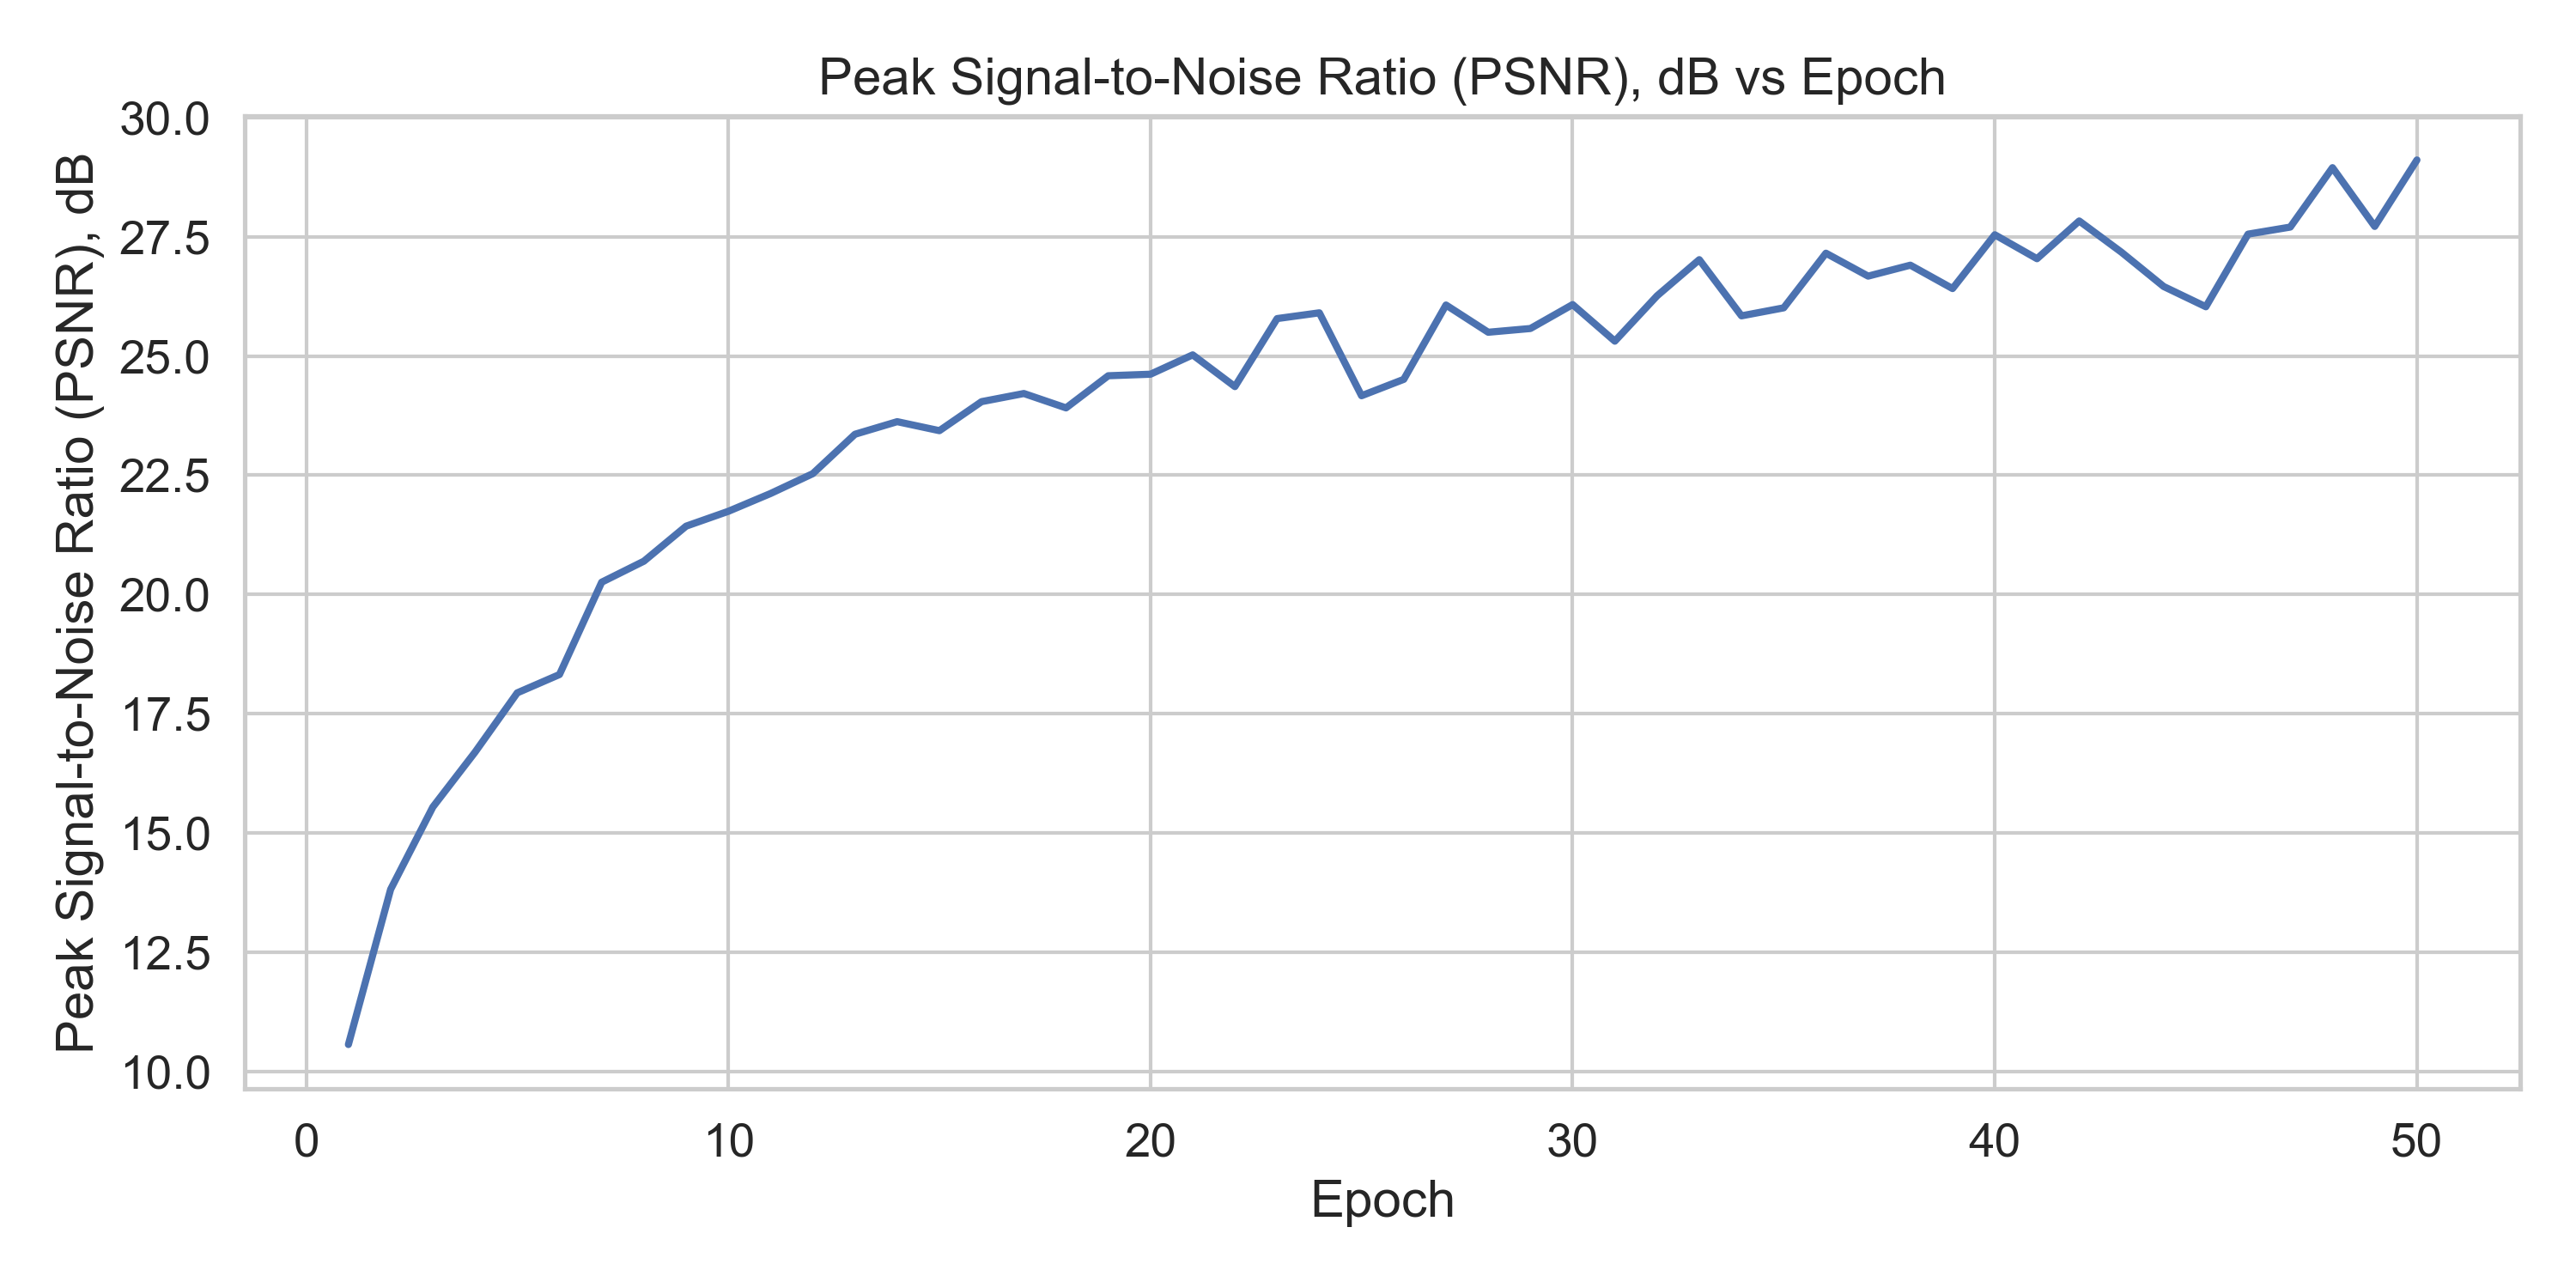 Peak Signal-to-Noise Ratio (PSNR), dB vs Epoch
Peak Signal-to-Noise Ratio (PSNR), dB
30.0
27.5
25.0
22.5
20.0
17.5
15.0
12.5
10.0
0 10 20 30 40 50
Epoch